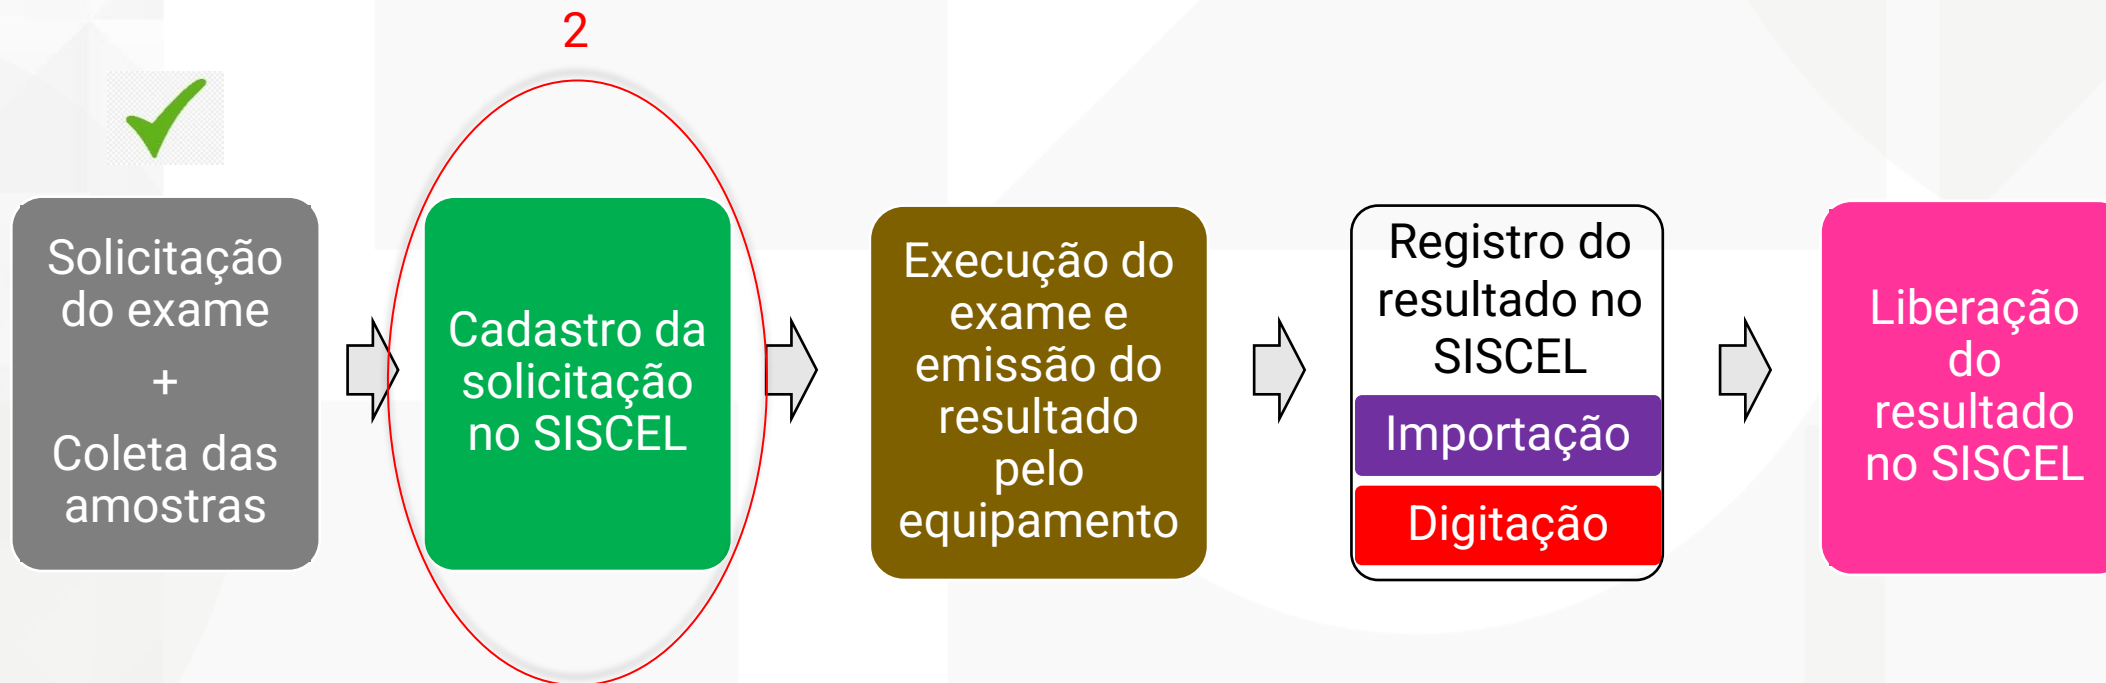 2
Solicitação
do exame
+
Coleta das
amostras
Cadastro da
solicitação
no SISCEL
Execução do
exame e
emissão do
resultado
pelo
equipamento
Registro do
resultado no
SISCEL
Importação
Digitação
Liberação
do
resultado
no SISCEL